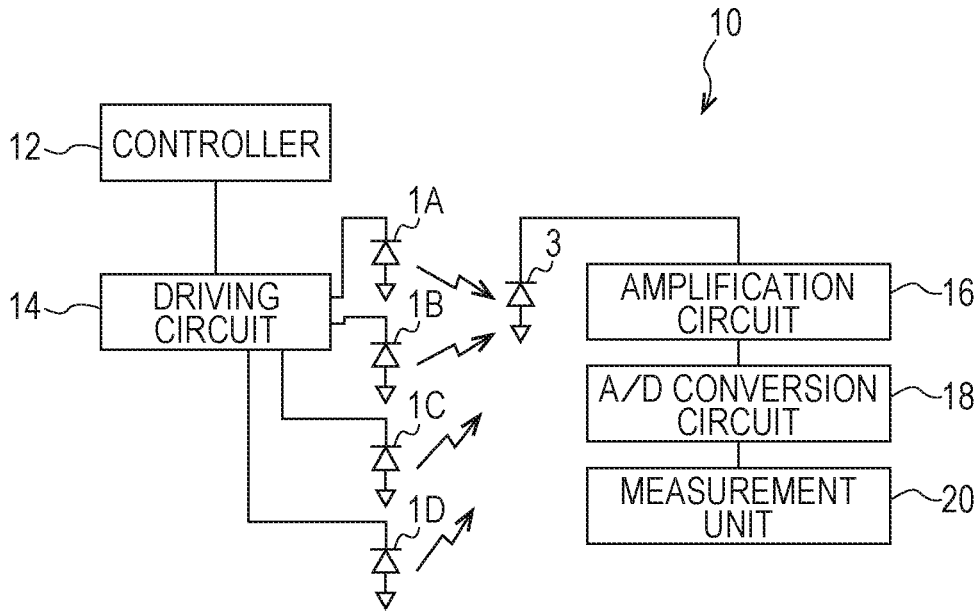 10
12
CONTROLLER
1A
3
14
DRIVING
CIRCUIT
1B
AMPLIFICATION
CIRCUIT
16
1C
A/D CONVERSION
CIRCUIT
18
1D
MEASUREMENT
UNIT
20